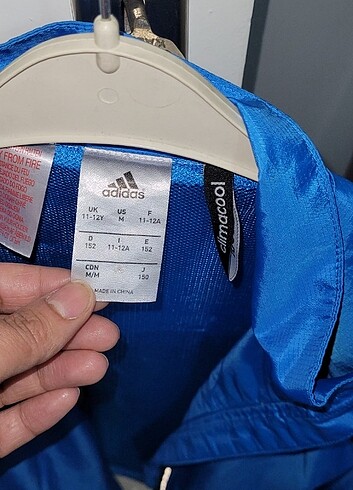 Y FROM FIRE
adidas
UK US F
11-12Y M 11-12A
D I E
152 11-12A 152
CDN J
M/M 150
MADE IN CHINA
climacool